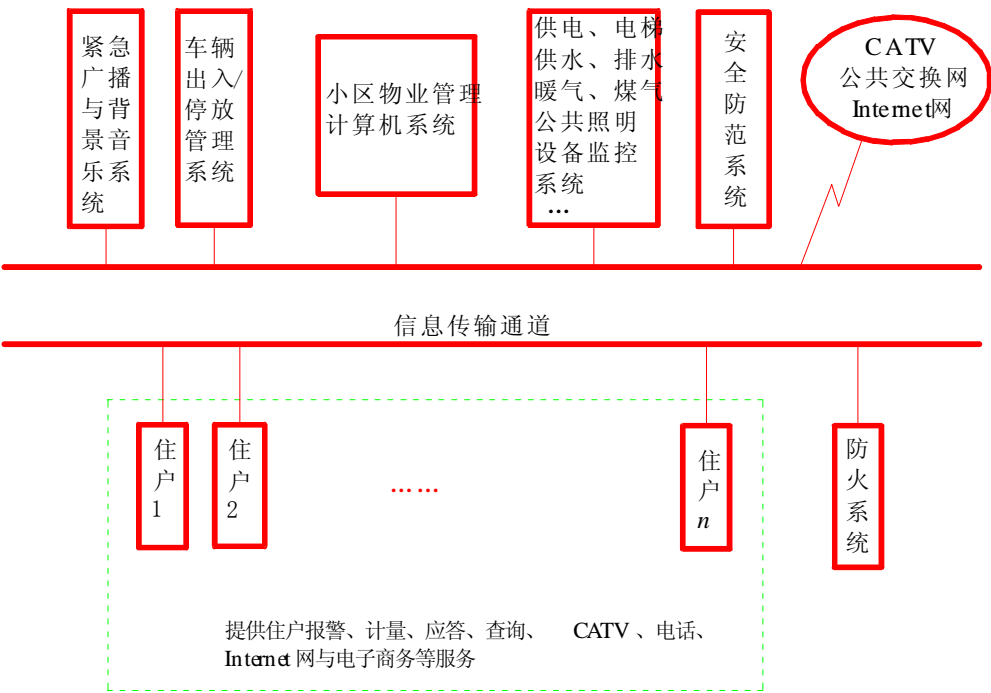 紧急
广播
与背
景音
乐系
统
车辆
出入/
停放
管理
系统
小区物业管理
计算机系统
供电、电梯
供水、排水
暖气、煤气
公共照明
设备监控
系统
…
安
全
防
范
系
统
CATV
公共交换网
Internet网
信息传输通道
住
户
1
住
户
2
……
住
户
n
防
火
系
统
提供住户报警、计量、应答、查询、 CATV 、电话、
Internet 网与电子商务等服务